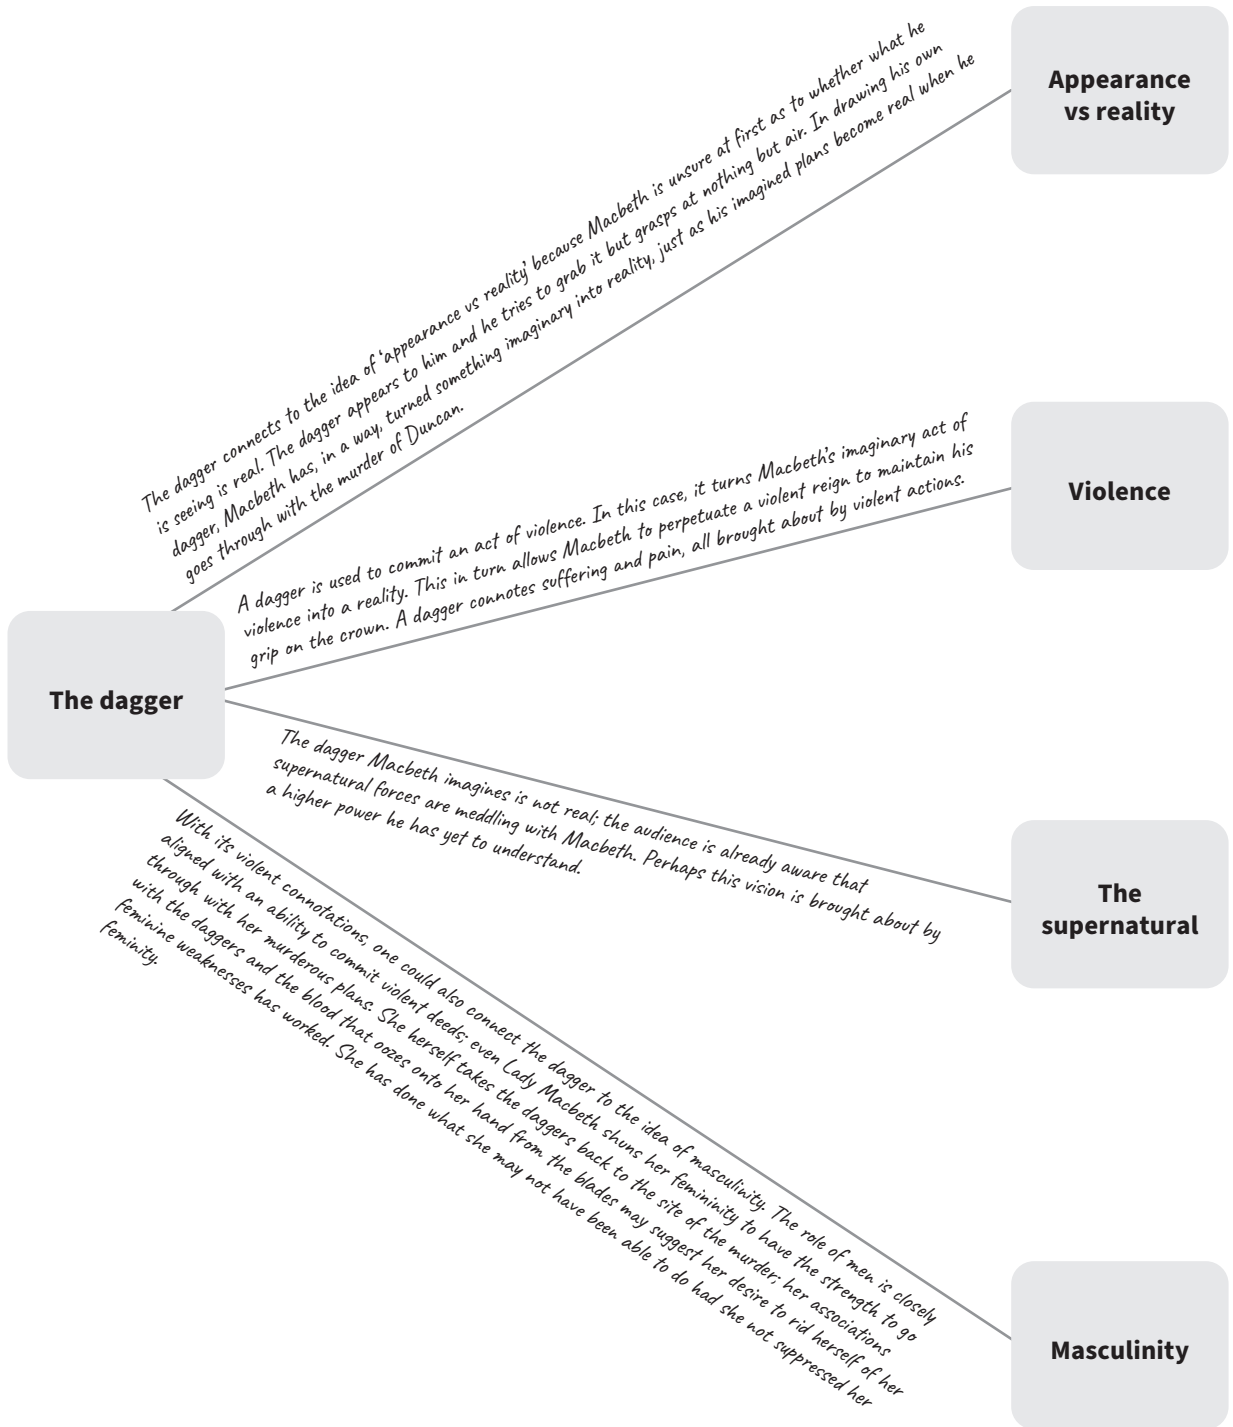 Appearance
vs reality
The dagger connects to the idea of ‘appearance vs reality’ because Macbeth is unsure at first as to whether what he
is seeing is real. The dagger appears to him and he tries to grab it but grasps at nothing but air. In drawing his own
dagger, Macbeth has, in a way, turned something imaginary into reality, just as his imagined plans become real when he
goes through with the murder of Duncan.
Violence
A dagger is used to commit an act of violence. In this case, it turns Macbeth’s imaginary act of
violence into a reality. This in turn allows Macbeth to perpetuate a violent reign to maintain his
grip on the crown. A dagger connotes suffering and pain, all brought about by violent actions.
The dagger
The dagger Macbeth imagines is not real; the audience is already aware that
supernatural forces are meddling with Macbeth. Perhaps this vision is brought about by
a higher power he has yet to understand.
The
supernatural
With its violent connotations, one could also connect the dagger to the idea of masculinity. The role of men is closely
aligned with an ability to commit violent deeds; even Lady Macbeth shuns her femininity to have the strength to go
through with her murderous plans. She herself takes the daggers back to the site of the murder; her associations
with the daggers and the blood that oozes onto her hand from the blades may suggest her desire to rid herself of her
feminine weaknesses has worked. She has done what she may not have been able to do had she not suppressed her
feminity.
Masculinity